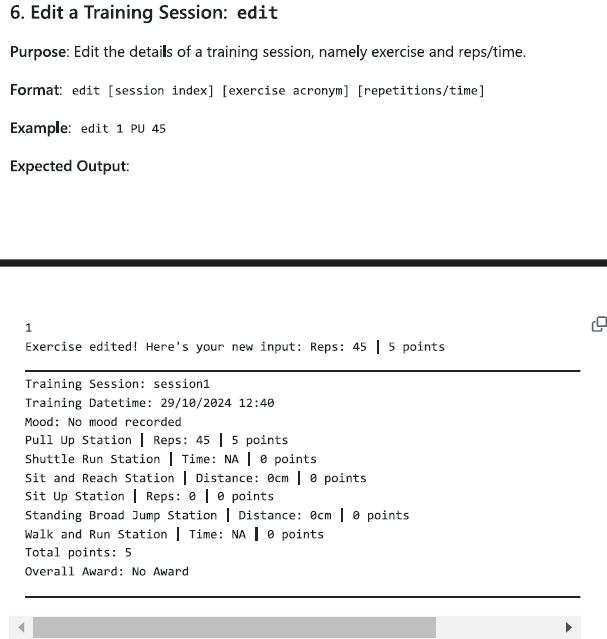 6. Edit a Training Session: edit
Purpose: Edit the details of a training session, namely exercise and reps/time.
Format: edit [session index] [exercise acronym] [repetitions/time]
Example: edit 1 PU 45
Expected Output:
1
Exercise edited! Here's your new input: Reps: 45 | 5 points
Training Session: session1
Training Datetime: 29/10/2024 12:40
Mood: No mood recorded
Pull Up Station | Reps: 45 | 5 points
Shuttle Run Station | Time: NA | 0 points
Sit and Reach Station | Distance: 0cm | 0 points
Sit Up Station | Reps: 0 | 0 points
Standing Broad Jump Station | Distance: 0cm | 0 points
Walk and Run Station | Time: NA | 0 points
Total points: 5
Overall Award: No Award